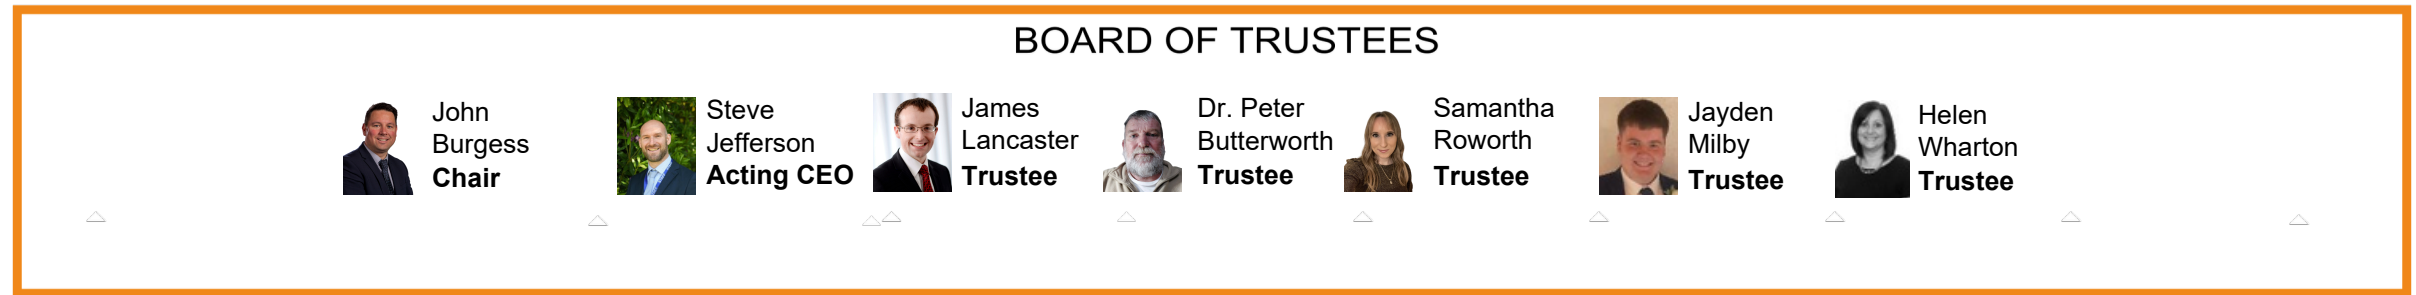 BOARD OF TRUSTEES
John
Burgess
Chair
Steve
Jefferson
Acting CEO
James
Lancaster
Trustee
Dr. Peter
Butterworth
Trustee
Samantha
Roworth
Trustee
Jayden
Milby
Trustee
Helen
Wharton
Trustee